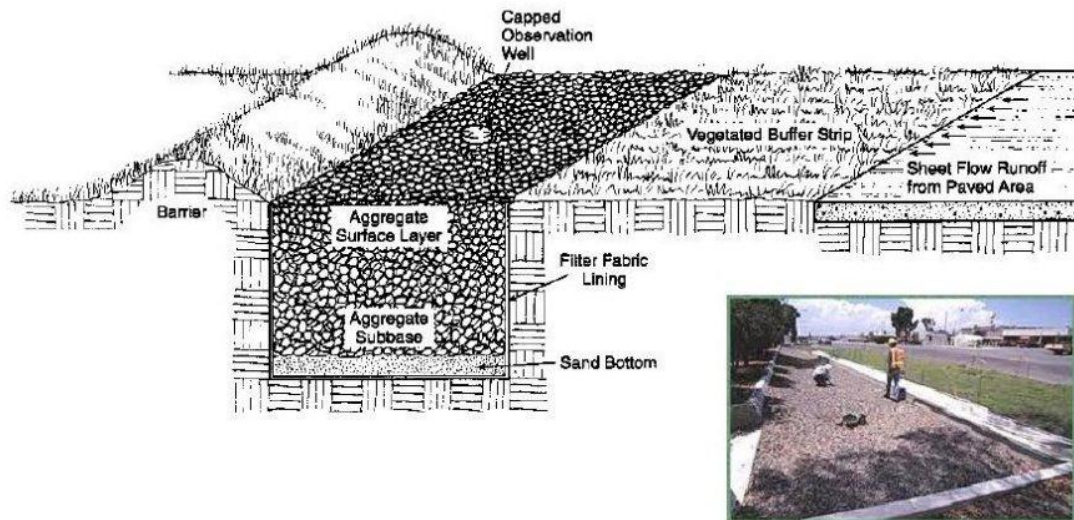 Capped
Observation
Well
Vegetated Buffer Strip
Sheet Flow Runoff
from Paved Area
Barrier
Aggregate
Surface Layer
Filter Fabric
Lining
Aggregate
Subbase
Sand Bottom